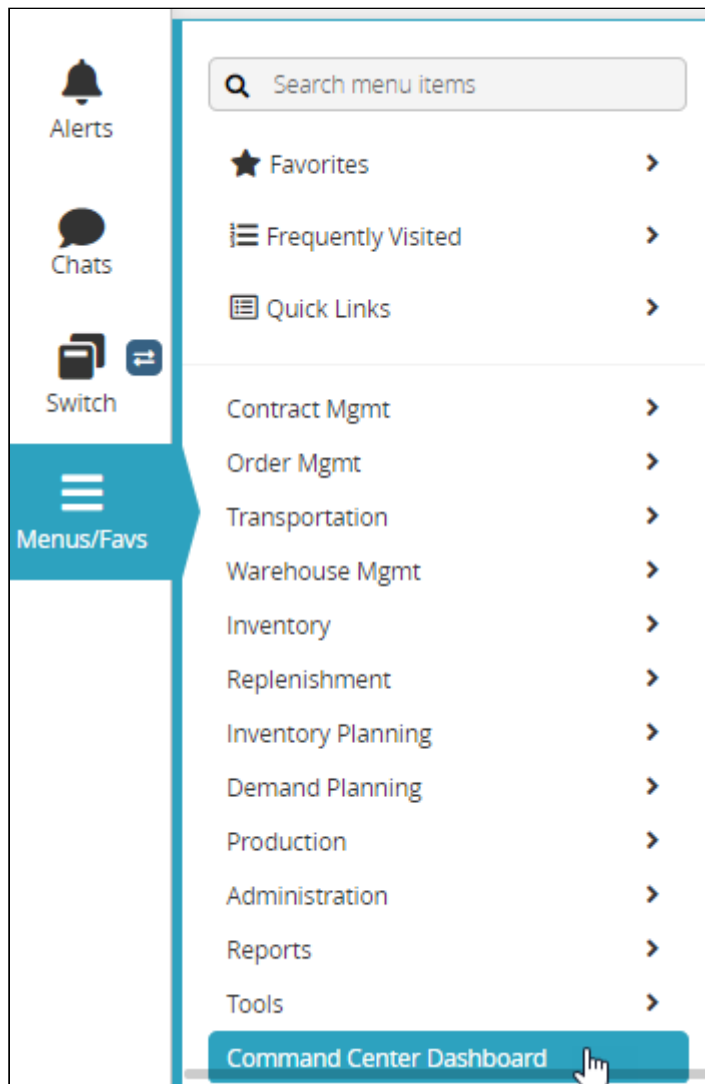 Alerts
Chats
Switch
Menus/Favs
Search menu items
Favorites
Frequently Visited
Quick Links
Contract Mgmt
Order Mgmt
Transportation
Warehouse Mgmt
Inventory
Replenishment
Inventory Planning
Demand Planning
Production
Administration
Reports
Tools
Command Center Dashboard